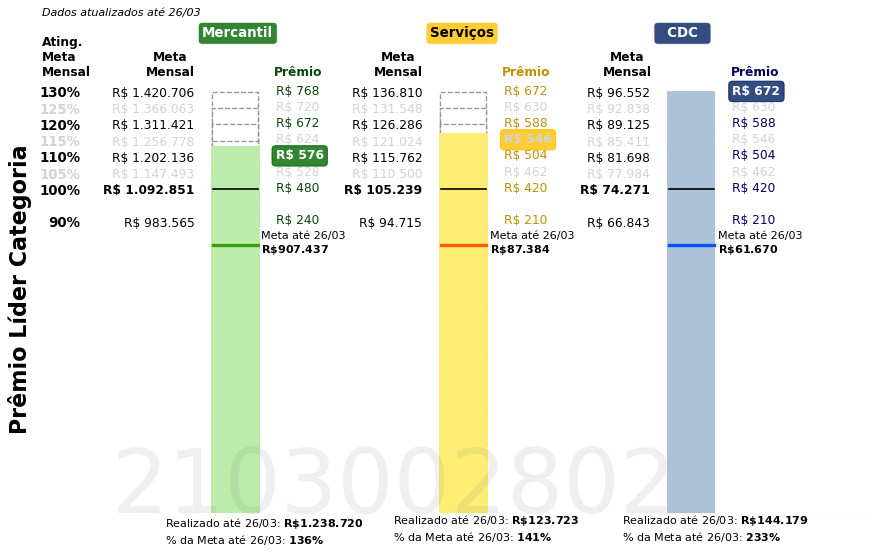 Dados atualizados até 26/03
Prêmio Líder Categoria
Mercantil Serviços CDC
Ating. Meta Mensal Meta Mensal Prêmio Meta Mensal Prêmio Meta Mensal Prêmio
130% R$ 1.420.706 R$ 768 R$ 136.810 R$ 672 R$ 96.552 R$ 672
125% R$ 1.366.063 R$ 720 R$ 131.548 R$ 630 R$ 92.838 R$ 630
120% R$ 1.311.421 R$ 672 R$ 126.286 R$ 588 R$ 89.125 R$ 588
115% R$ 1.256.778 R$ 624 R$ 121.024 R$ 546 R$ 85.411 R$ 546
110% R$ 1.202.136 R$ 576 R$ 115.762 R$ 504 R$ 81.698 R$ 504
105% R$ 1.147.493 R$ 528 R$ 110.500 R$ 462 R$ 77.984 R$ 462
100% R$ 1.092.851 R$ 480 R$ 105.239 R$ 420 R$ 74.271 R$ 420
90% R$ 983.565 R$ 240 R$ 94.715 R$ 210 R$ 66.843 R$ 210
Meta até 26/03 Meta até 26/03 Meta até 26/03
R$907.437 R$87.384 R$61.670
2103002802
Realizado até 26/03: R$1.238.720 Realizado até 26/03: R$123.723 Realizado até 26/03: R$144.179
% da Meta até 26/03: 136% % da Meta até 26/03: 141% % da Meta até 26/03: 233%